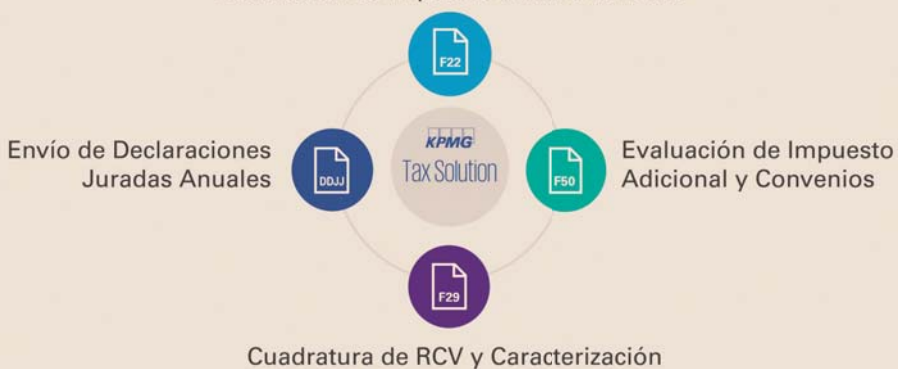 F22
Envío de Declaraciones
Juradas Anuales
DDJJ
KPMG
Tax Solution
F50
Evaluación de Impuesto
Adicional y Convenios
F29
Cuadratura de RCV y Caracterización